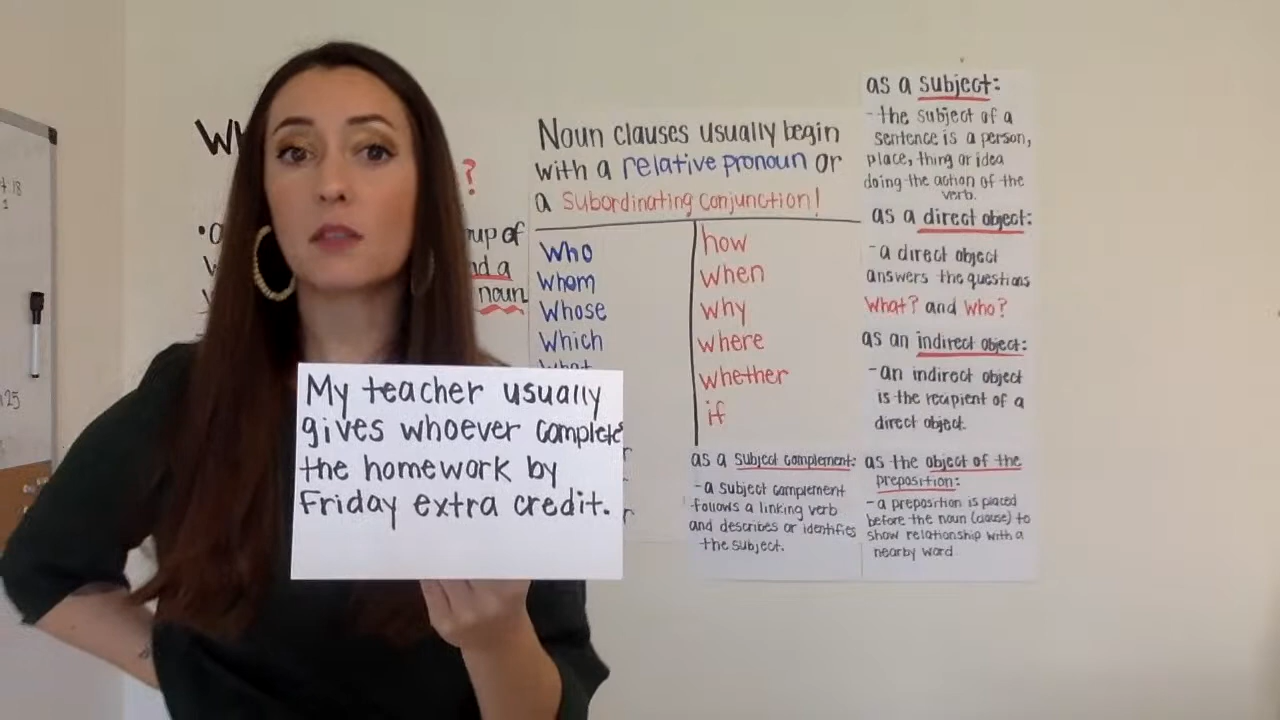 My teacher usually
gives whoever complete
the homework by
Friday extra credit.
?
of
and a
noun
Noun clauses usually begin
with a relative pronoun or
a subordinating conjunction!
who
whom
whose
which
what
how
when
why
where
whether
if
as a subject complement:
- a subject complement
follows a linking verb
and describes or identifies
the subject.
as a subject:
- the subject of a
sentence is a person,
place, thing or idea
doing the action of the
verb.
as a direct object:
- a direct object
answers the questions
What? and Who?
as an indirect object:
- an indirect object
is the recipient of a
direct object.
as the object of the
preposition:
- a preposition is placed
before the noun (clause) to
show relationship with a
nearby word